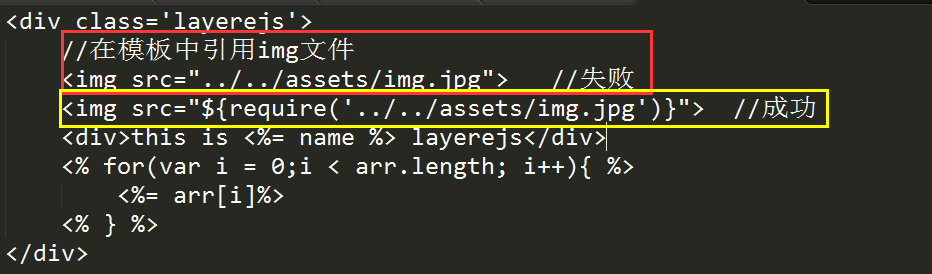 <div class='layerejs'>
//在模板中引用img文件
<img src="../../assets/img.jpg">   //失败
<img src="${require('../../assets/img.jpg')}">  //成功
<div>this is <%= name %> layerejs</div>
<% for(var i = 0;i < arr.length; i++){ %>
<%= arr[i]%>
<% } %>
</div>